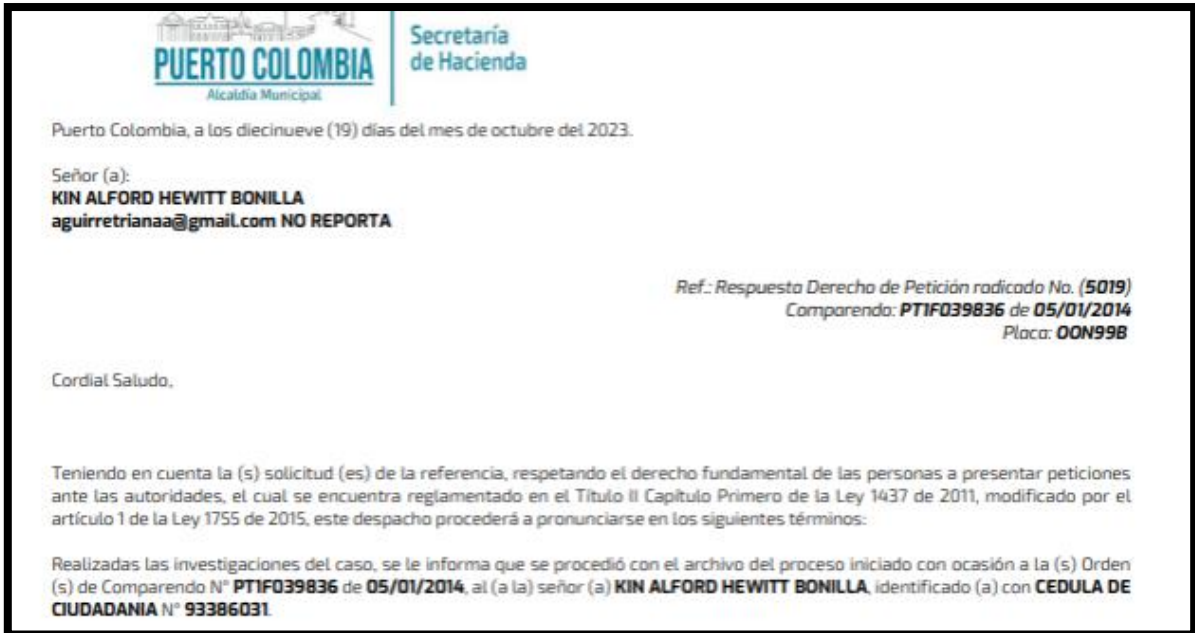 PUERTO COLOMBIA
Alcaldía Municipal
Secretaría
de Hacienda
Puerto Colombia, a los diecinueve (19) días del mes de octubre del 2023.
Señor (a):
KIN ALFORD HEWITT BONILLA
aguirretrianaa@gmail.com NO REPORTA
Ref.: Respuesta Derecho de Petición radicado No. (5019)
Comparendo: PT1F039836 de 05/01/2014
Placa: OON99B
Cordial Saludo,
Teniendo en cuenta la (s) solicitud (es) de la referencia, respetando el derecho fundamental de las personas a presentar peticiones
ante las autoridades, el cual se encuentra reglamentado en el Título II Capítulo Primero de la Ley 1437 de 2011, modificado por el
artículo 1 de la Ley 1755 de 2015, este despacho procederá a pronunciarse en los siguientes términos:
Realizadas las investigaciones del caso, se le informa que se procedió con el archivo del proceso iniciado con ocasión a la (s) Orden
(s) de Comparendo N° PT1F039836 de 05/01/2014, al (a la) señor (a) KIN ALFORD HEWITT BONILLA, identificado (a) con CEDULA DE
CIUDADANIA N° 93386031.